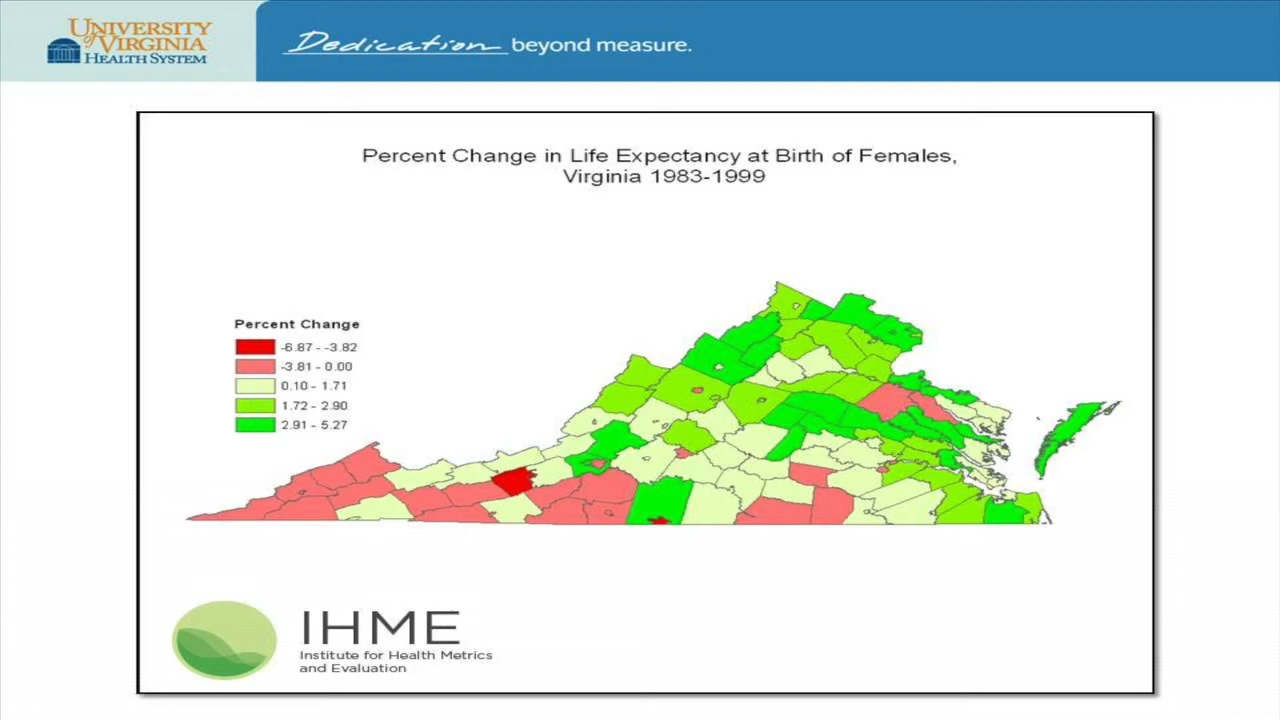 UNIVERSITY
of VIRGINIA
HEALTH SYSTEM
Dedication beyond measure.
Percent Change in Life Expectancy at Birth of Females,
Virginia 1983-1999
Percent Change
-6.87 - -3.82
-3.81 - 0.00
0.10 - 1.71
1.72 - 2.90
2.91 - 5.27
IHME
Institute for Health Metrics
and Evaluation